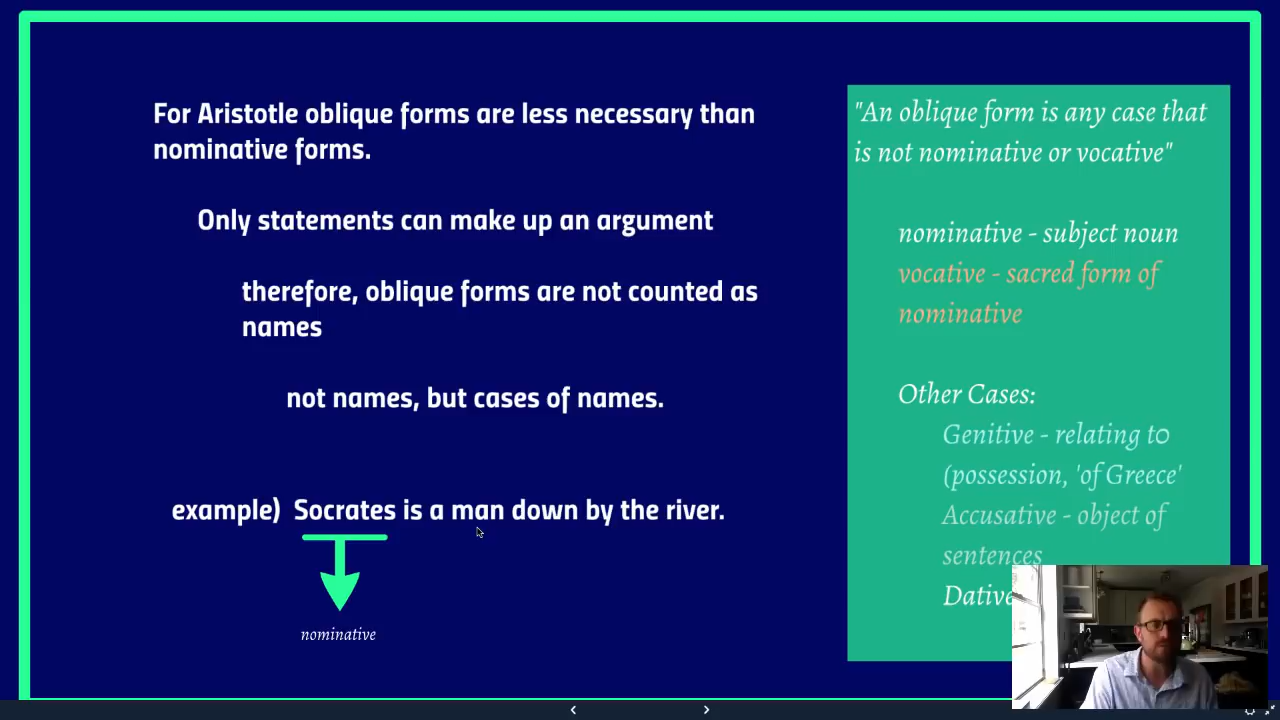 For Aristotle oblique forms are less necessary than
nominative forms.
Only statements can make up an argument
therefore, oblique forms are not counted as
names
not names, but cases of names.
example) Socrates is a man down by the river.
nominative
"An oblique form is any case that
is not nominative or vocative"
nominative - subject noun
vocative - sacred form of
nominative
Other Cases:
Genitive - relating t0
(possession, 'of Greece'
Accusative - object of
sentences